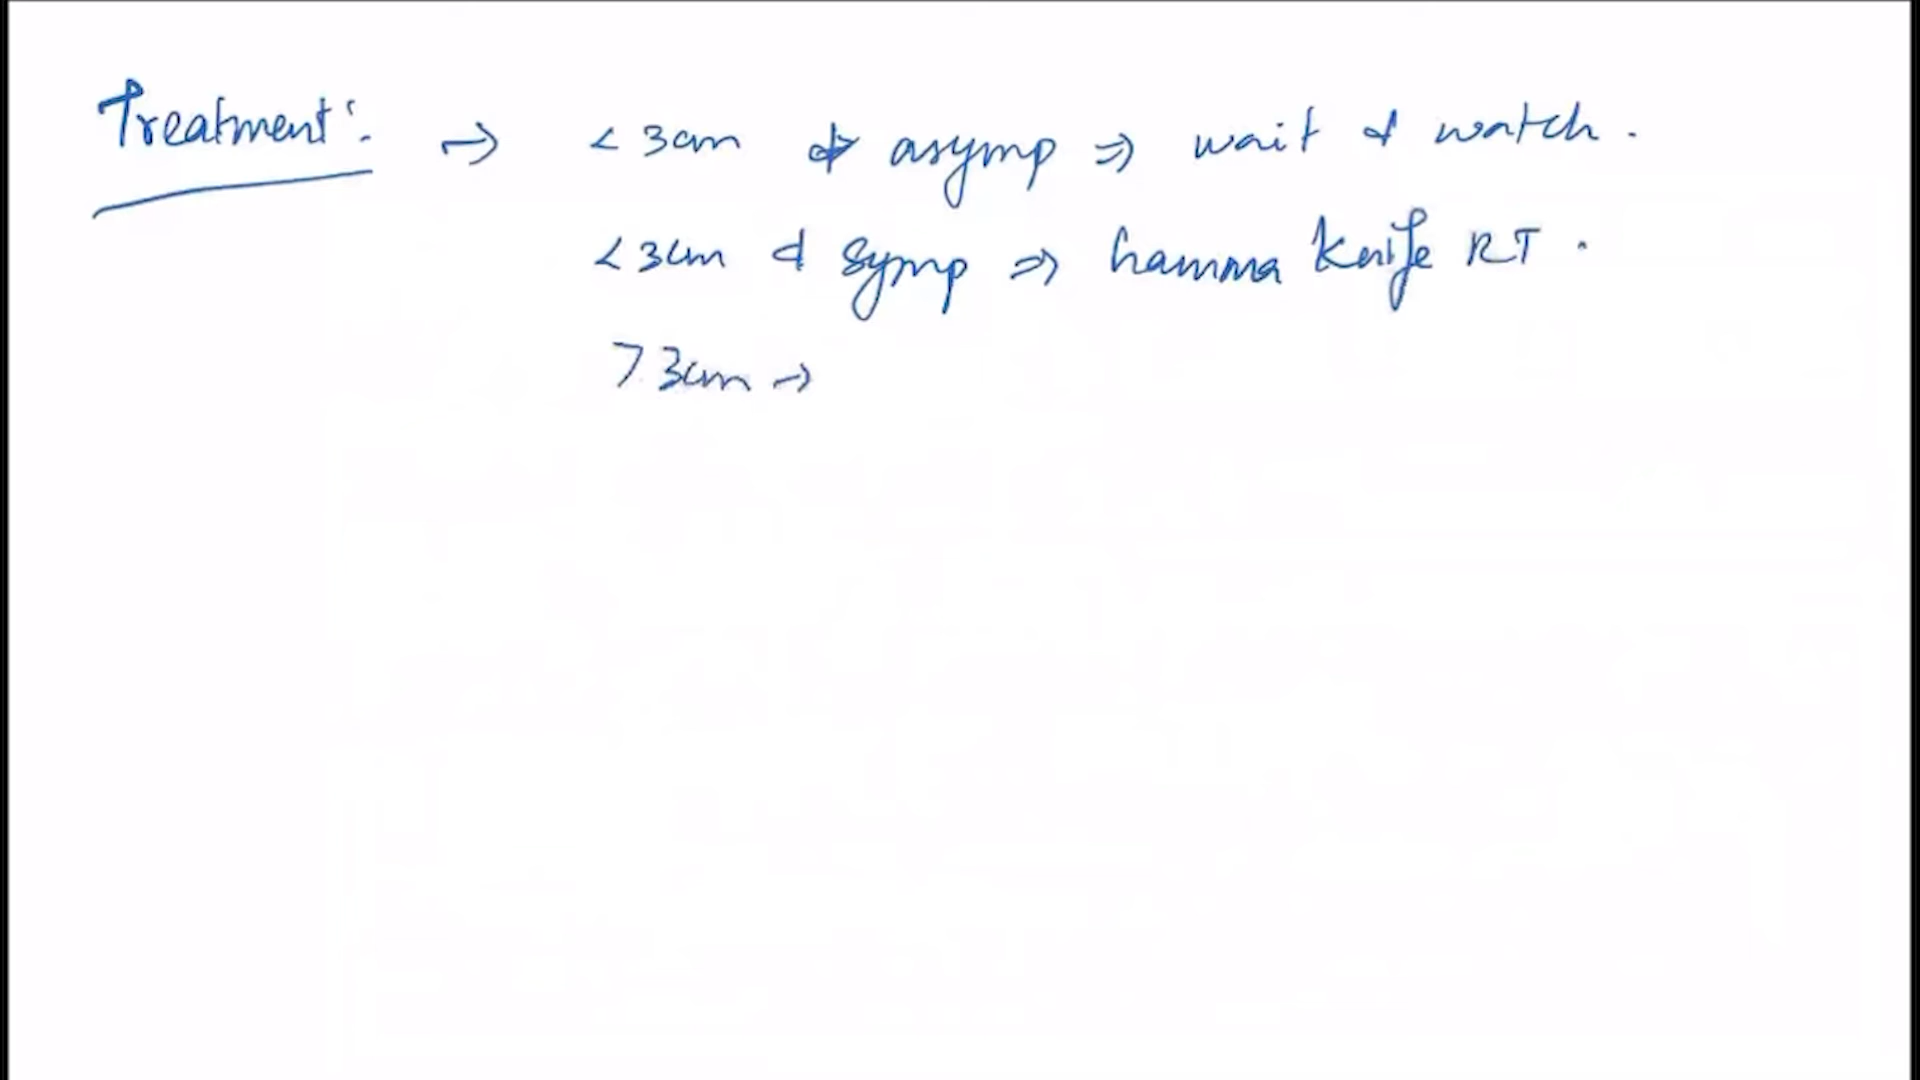 Treatment: → < 3cm & asymp ⇒ wait & watch.
< 3cm & Symp ⇒ Gamma Knife RT.
> 3cm →